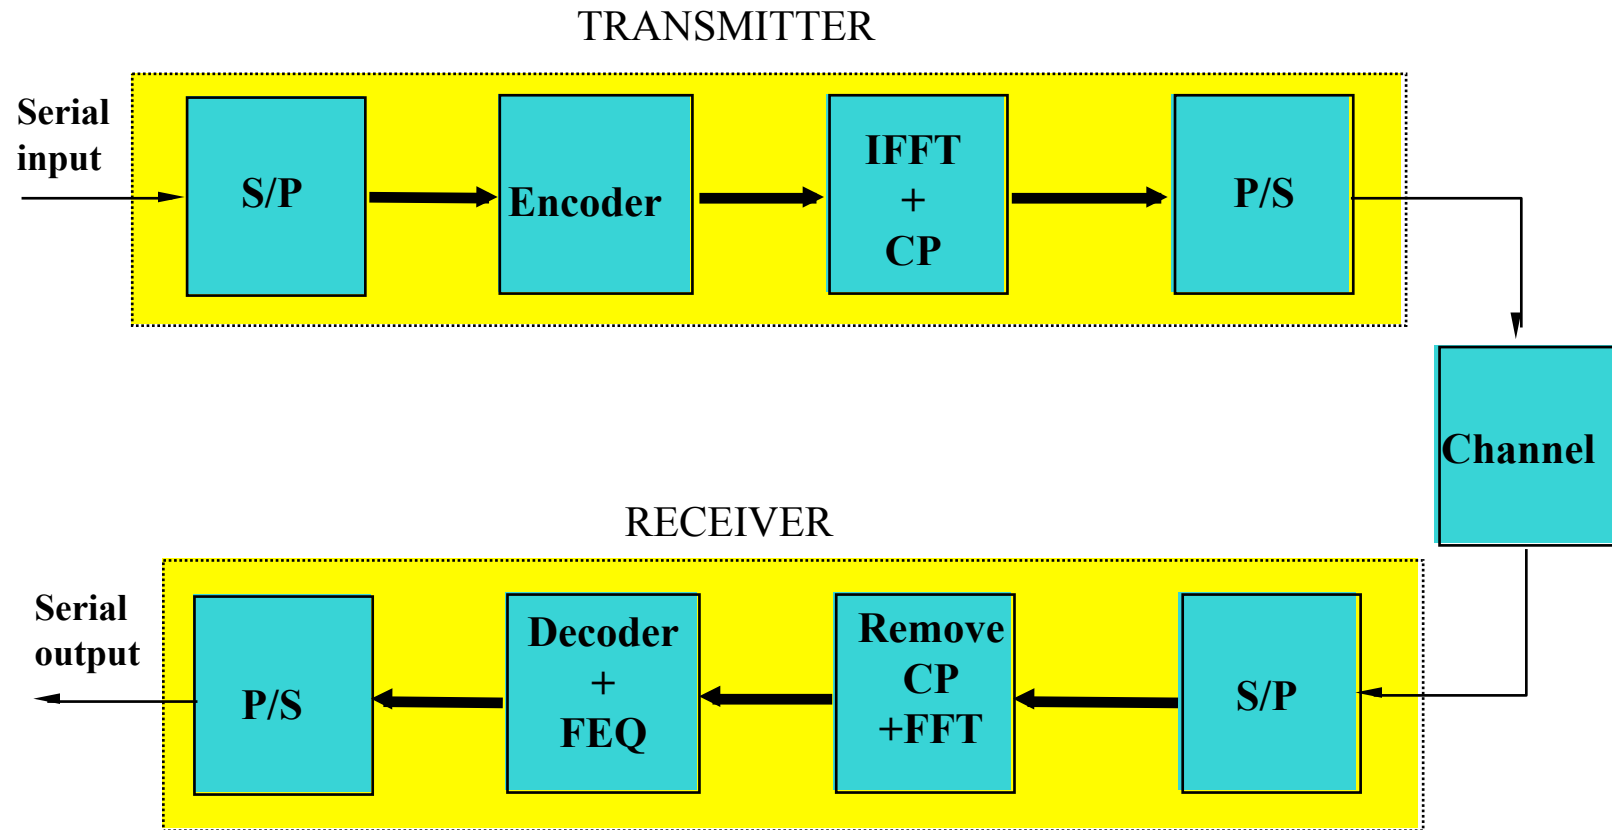 TRANSMITTER
Serial
input
S/P
Encoder
IFFT
+
CP
P/S
Channel
RECEIVER
Serial
output
P/S
Decoder
+
FEQ
Remove
CP
+FFT
S/P